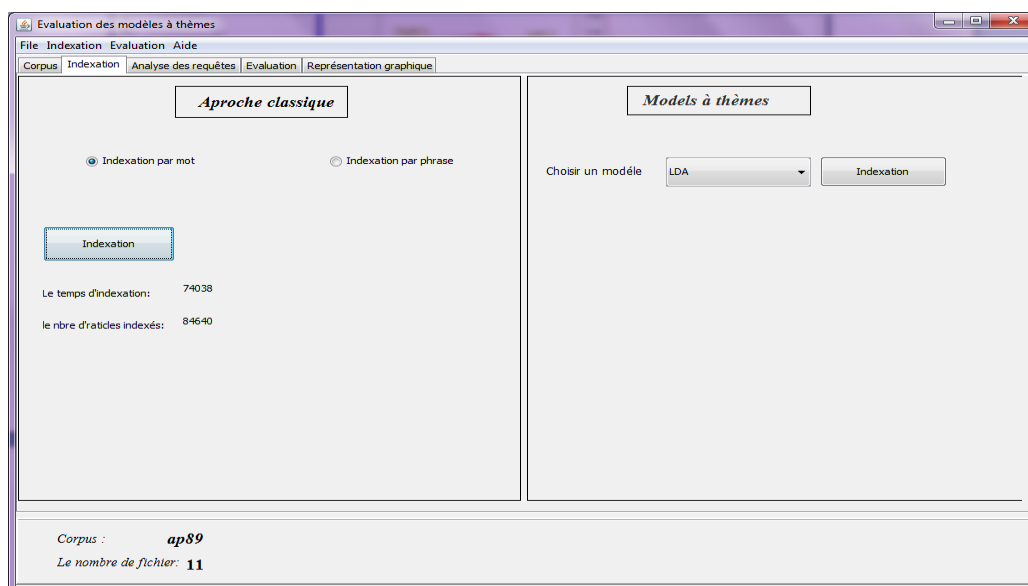 Evaluation des modèles à thèmes
File Indexation Evaluation Aide
Corpus Indexation Analyse des requêtes Evaluation Représentation graphique
Aproche classique
Indexation par mot Indexation par phrase
Indexation
Le temps d'indexation: 74038
le nbre d'raticles indexés: 84640
Models à thèmes
Choisir un modéle LDA Indexation
Corpus : ap89
Le nombre de fichier: 11